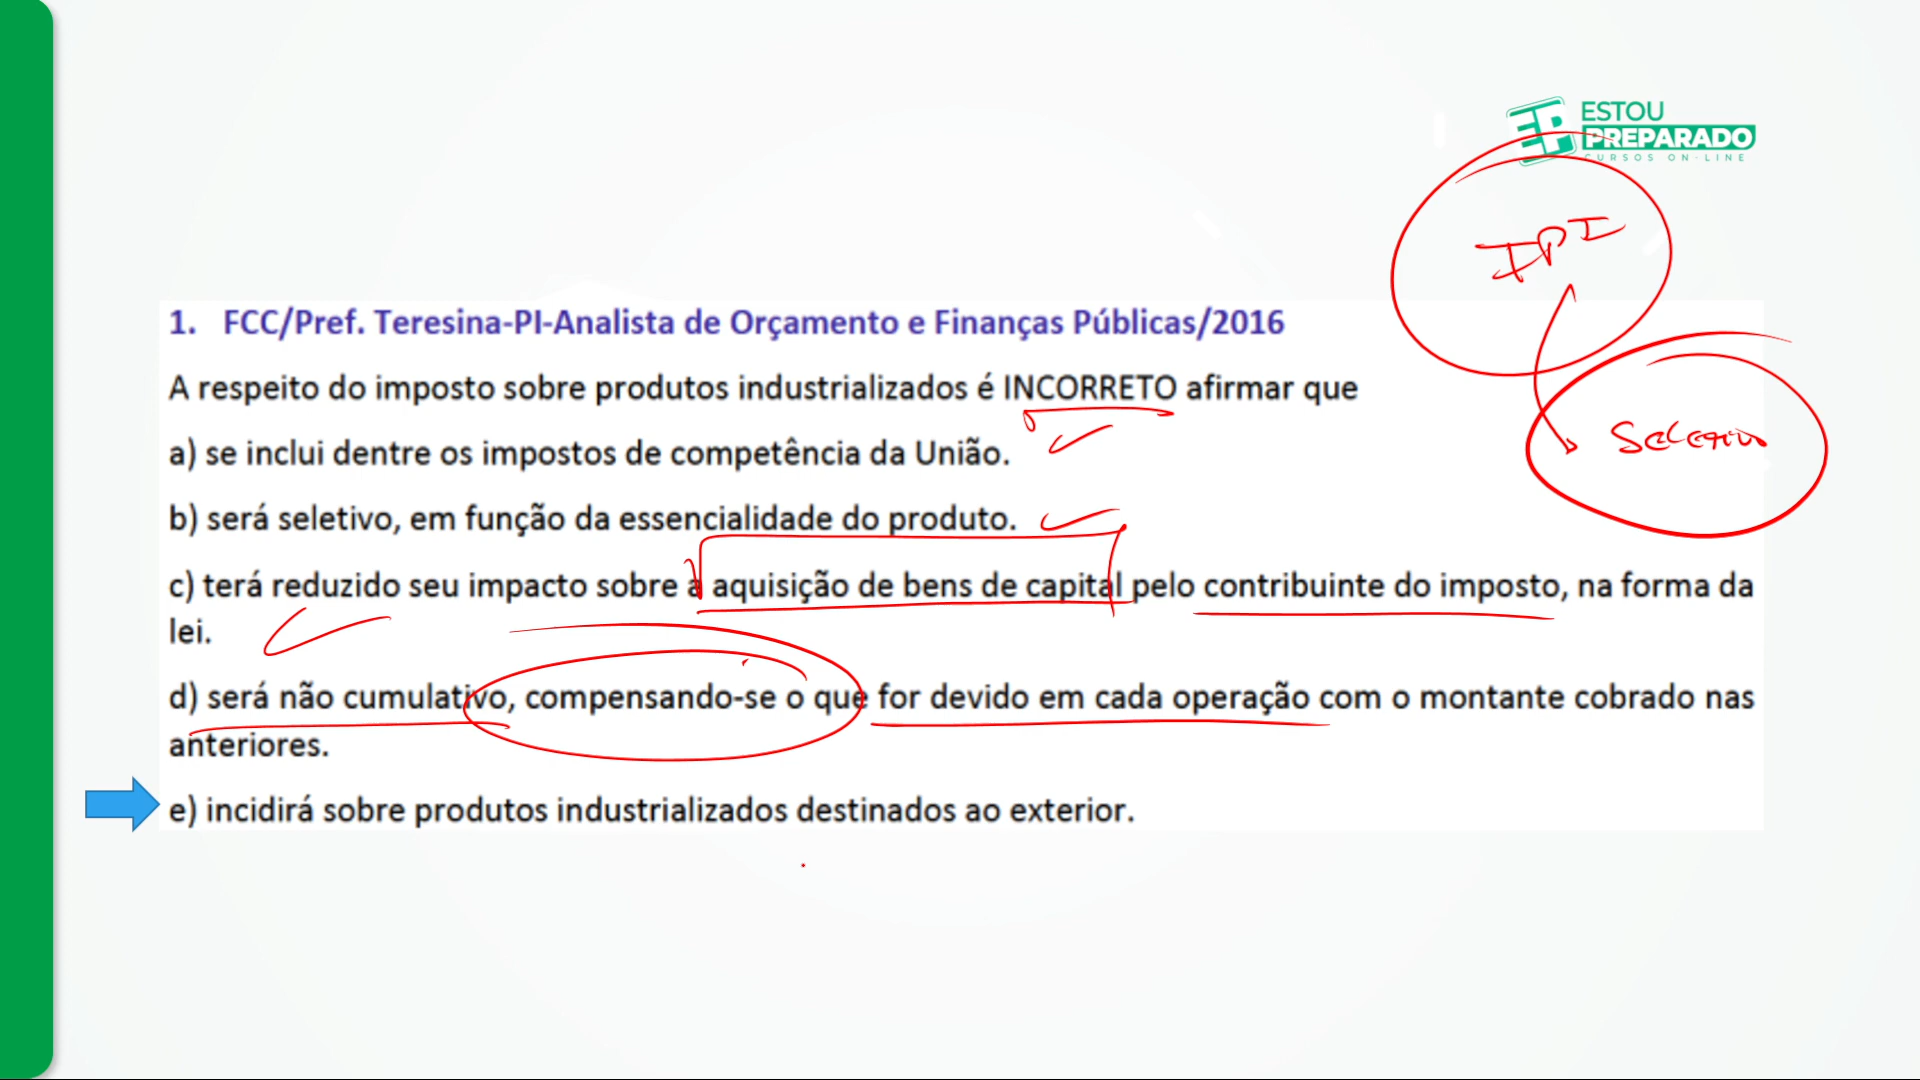 ESTOU
PREPARADO
CURSOS ON-LINE
IPI
Seletivo
1. FCC/Pref. Teresina-PI-Analista de Orçamento e Finanças Públicas/2016
A respeito do imposto sobre produtos industrializados é INCORRETO afirmar que
a) se inclui dentre os impostos de competência da União.
b) será seletivo, em função da essencialidade do produto.
c) terá reduzido seu impacto sobre a aquisição de bens de capital pelo contribuinte do imposto, na forma da
lei.
d) será não cumulativo, compensando-se o que for devido em cada operação com o montante cobrado nas
anteriores.
e) incidirá sobre produtos industrializados destinados ao exterior.